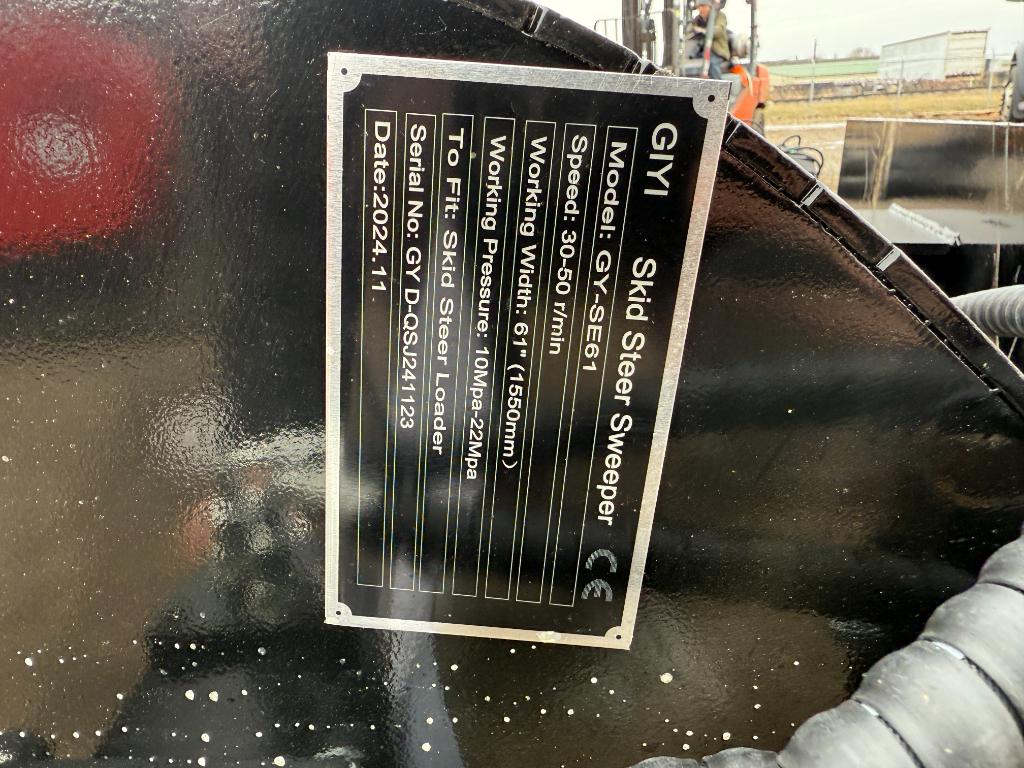 GIYI Skid Steer Sweeper CE
Model: GY-SE61
Speed: 30-50 r/min
Working Width: 61" (1550mm)
Working Pressure: 10Mpa-22Mpa
To Fit: Skid Steer Loader
Serial No: GY D-QSJ241123
Date:2024.11